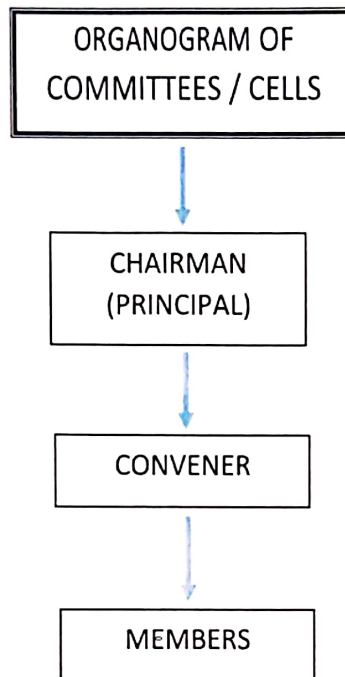 ORGANOGRAM OF
COMMITTEES / CELLS
CHAIRMAN
(PRINCIPAL)
CONVENER
MEMBERS